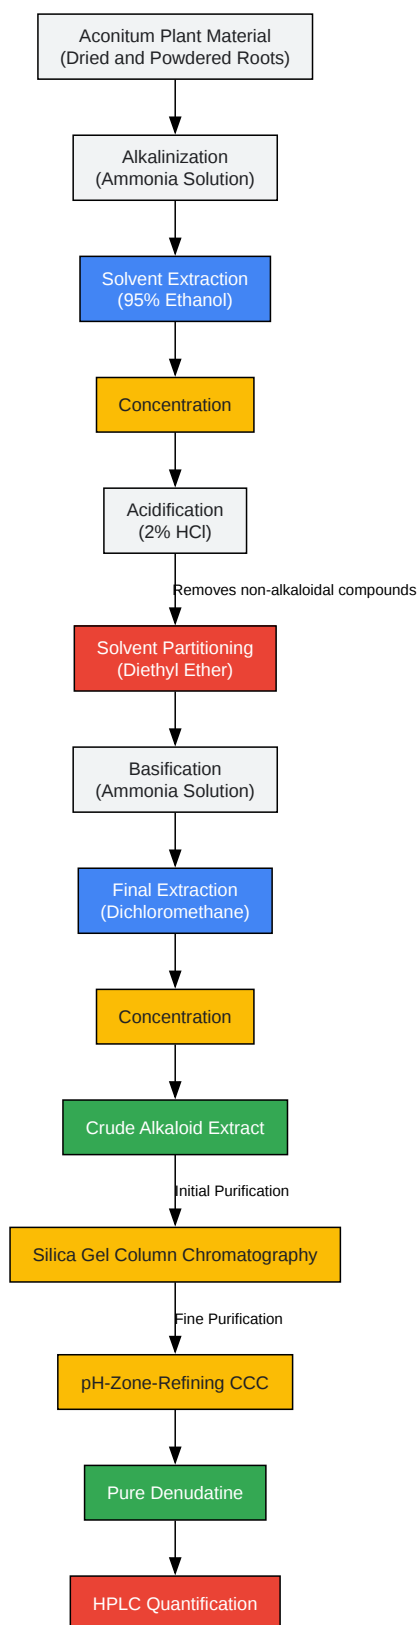 Aconitum Plant Material
(Dried and Powdered Roots)
Alkalinization
(Ammonia Solution)
Solvent Extraction
(95% Ethanol)
Concentration
Acidification
(2% HCl)
Removes non-alkaloidal compounds
Solvent Partitioning
(Diethyl Ether)
Basification
(Ammonia Solution)
Final Extraction
(Dichloromethane)
Concentration
Crude Alkaloid Extract
Initial Purification
Silica Gel Column Chromatography
Fine Purification
pH-Zone-Refining CCC
Pure Denudatine
HPLC Quantification